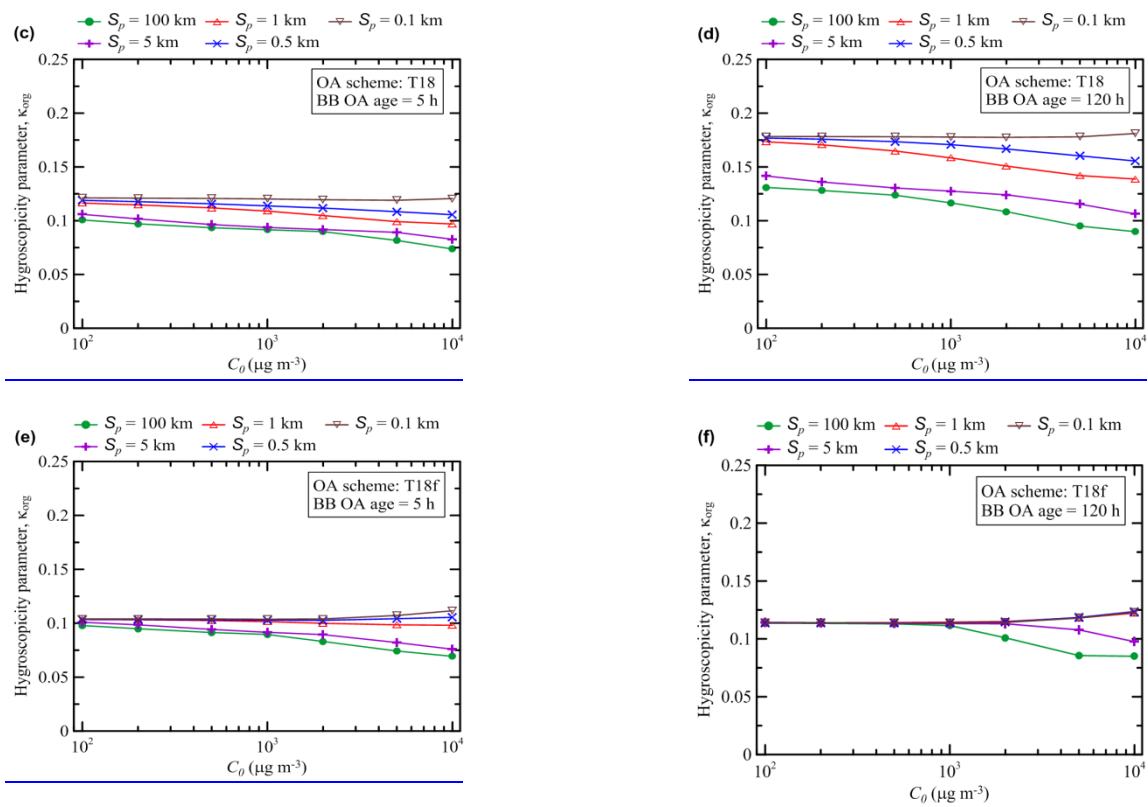 (c)
Sp = 100 km Sp = 1 km Sp = 0.1 km
Sp = 5 km Sp = 0.5 km
OA scheme: T18
BB OA age = 5 h
Hygroscopicity parameter, κorg
0.25
0.2
0.15
0.1
0.05
0
10² 10³ 10⁴
C0 (μg m⁻³)
(d)
Sp = 100 km Sp = 1 km Sp = 0.1 km
Sp = 5 km Sp = 0.5 km
OA scheme: T18
BB OA age = 120 h
Hygroscopicity parameter, κorg
0.25
0.2
0.15
0.1
0.05
0
10² 10³ 10⁴
C0 (μg m⁻³)
(e)
Sp = 100 km Sp = 1 km Sp = 0.1 km
Sp = 5 km Sp = 0.5 km
OA scheme: T18f
BB OA age = 5 h
Hygroscopicity parameter, κorg
0.25
0.2
0.15
0.1
0.05
0
10² 10³ 10⁴
C0 (μg m⁻³)
(f)
Sp = 100 km Sp = 1 km Sp = 0.1 km
Sp = 5 km Sp = 0.5 km
OA scheme: T18f
BB OA age = 120 h
Hygroscopicity parameter, κorg
0.25
0.2
0.15
0.1
0.05
0
10² 10³ 10⁴
C0 (μg m⁻³)